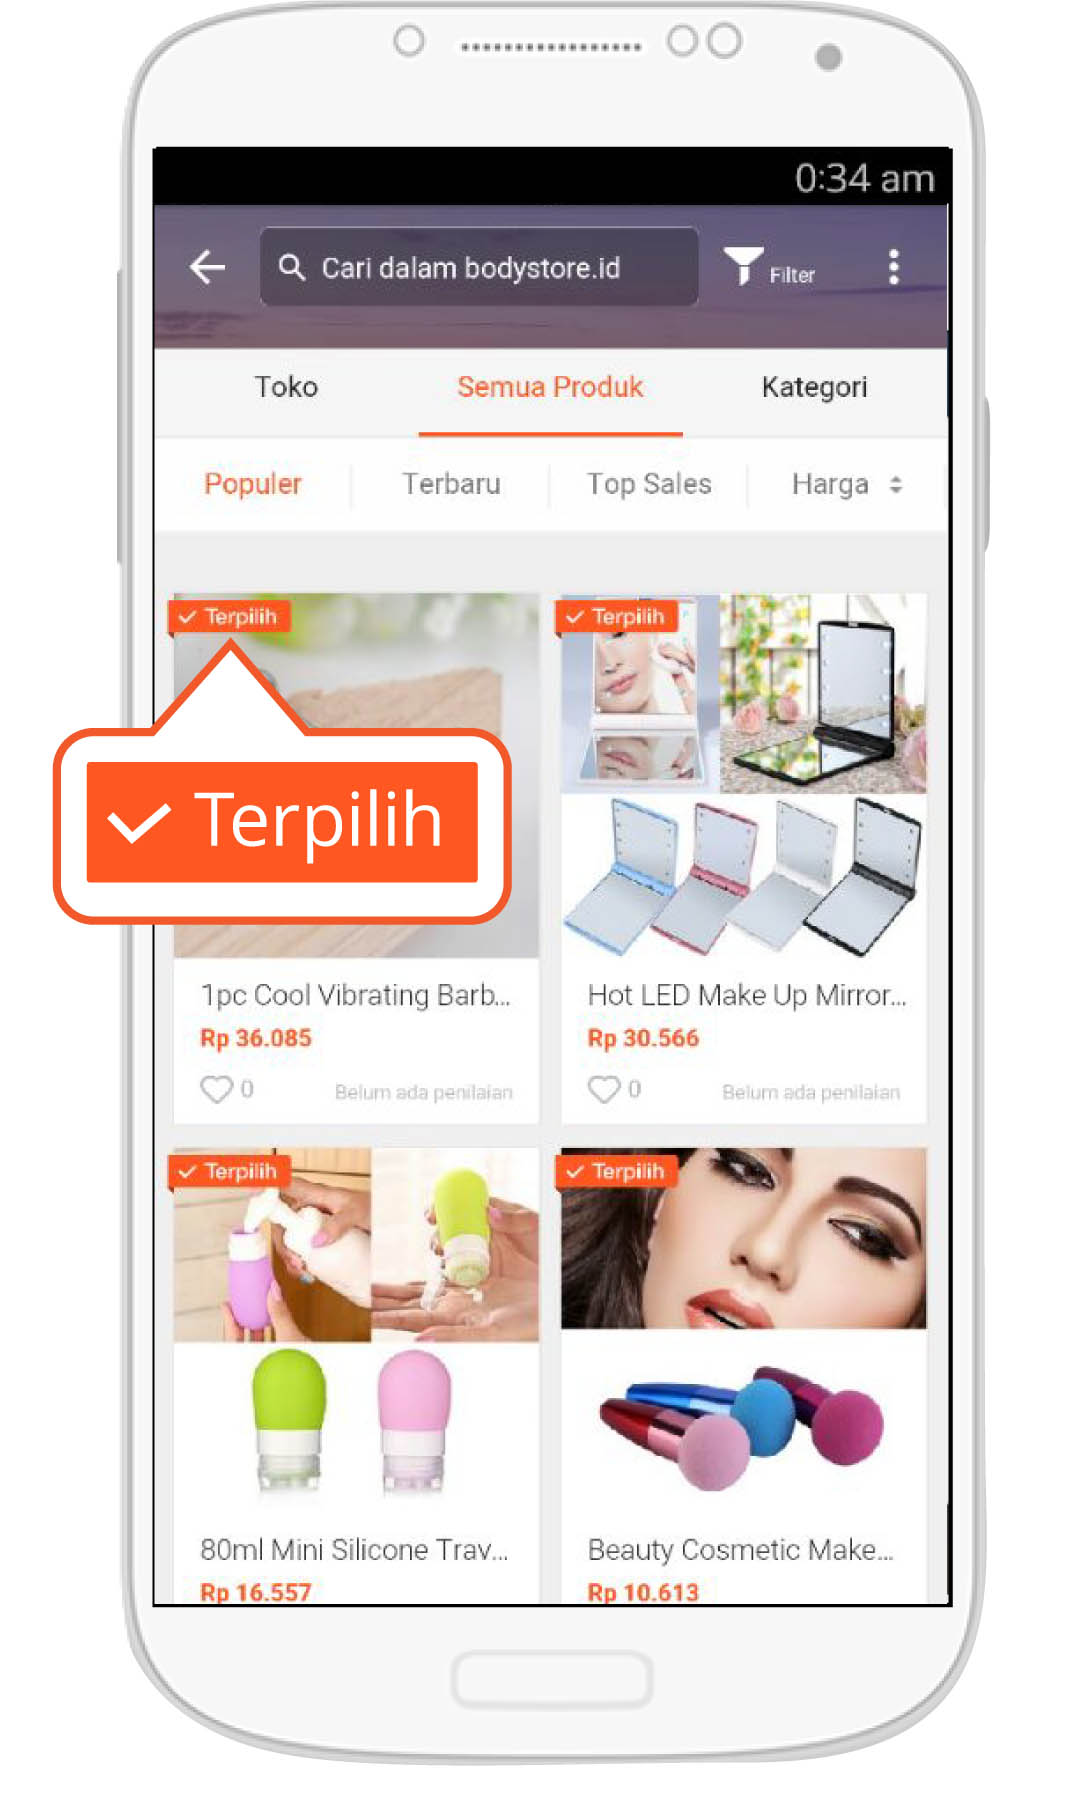 0:34 am
Cari dalam bodystore.id
Filter
Toko Semua Produk Kategori
Populer Terbaru Top Sales Harga
Terpilih Terpilih
Terpilih
1pc Cool Vibrating Barb... Hot LED Make Up Mirror...
Rp 36.085 Rp 30.566
0 Belum ada penilaian 0 Belum ada penilaian
Terpilih Terpilih
80ml Mini Silicone Trav... Beauty Cosmetic Make...
Rp 16.557 Rp 10.613